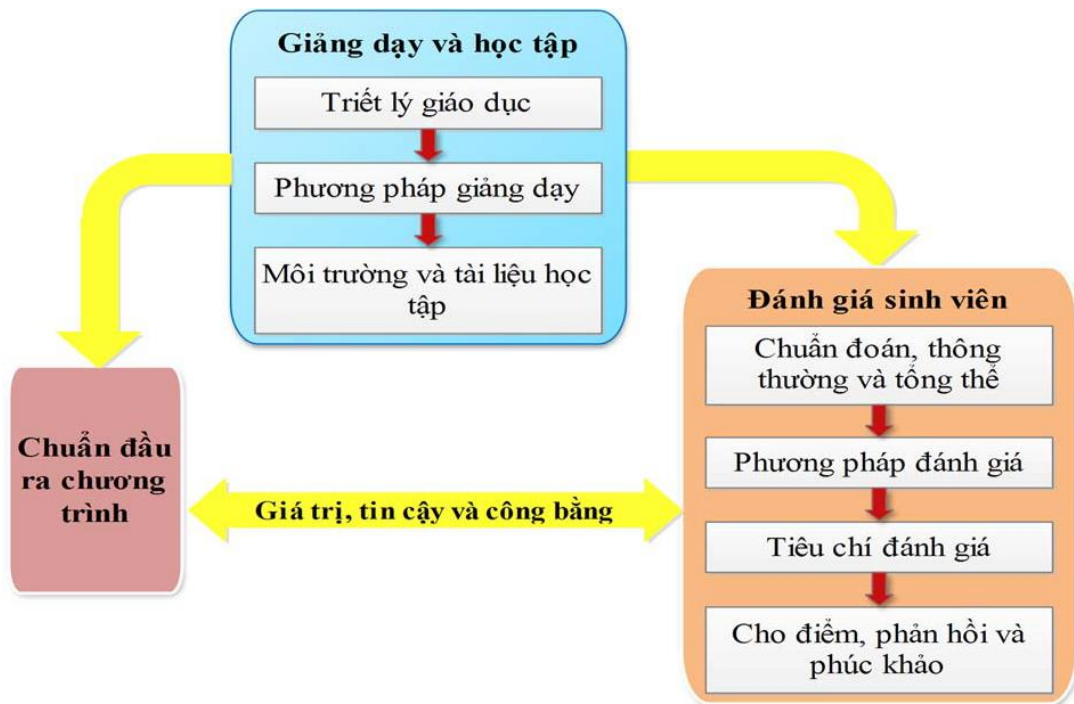 Giảng dạy và học tập
Triết lý giáo dục
Phương pháp giảng dạy
Môi trường và tài liệu học
tập
Đánh giá sinh viên
Chuẩn đoán, thông
thường và tổng thể
Phương pháp đánh giá
Tiêu chí đánh giá
Cho điểm, phản hồi và
phúc khảo
Chuẩn đầu
ra chương
trình
Giá trị, tin cậy và công bằng